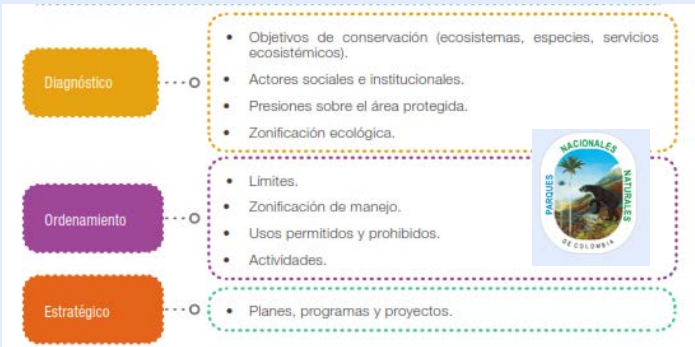 Diagnóstico
• Objetivos de conservación (ecosistemas, especies, servicios
ecosistémicos).
• Actores sociales e institucionales.
• Presiones sobre el área protegida.
• Zonificación ecológica.
Ordenamiento
• Límites.
• Zonificación de manejo.
• Usos permitidos y prohibidos.
• Actividades.
PARQUES
NACIONALES
NATURALES
DE COLOMBIA
Estratégico
• Planes, programas y proyectos.